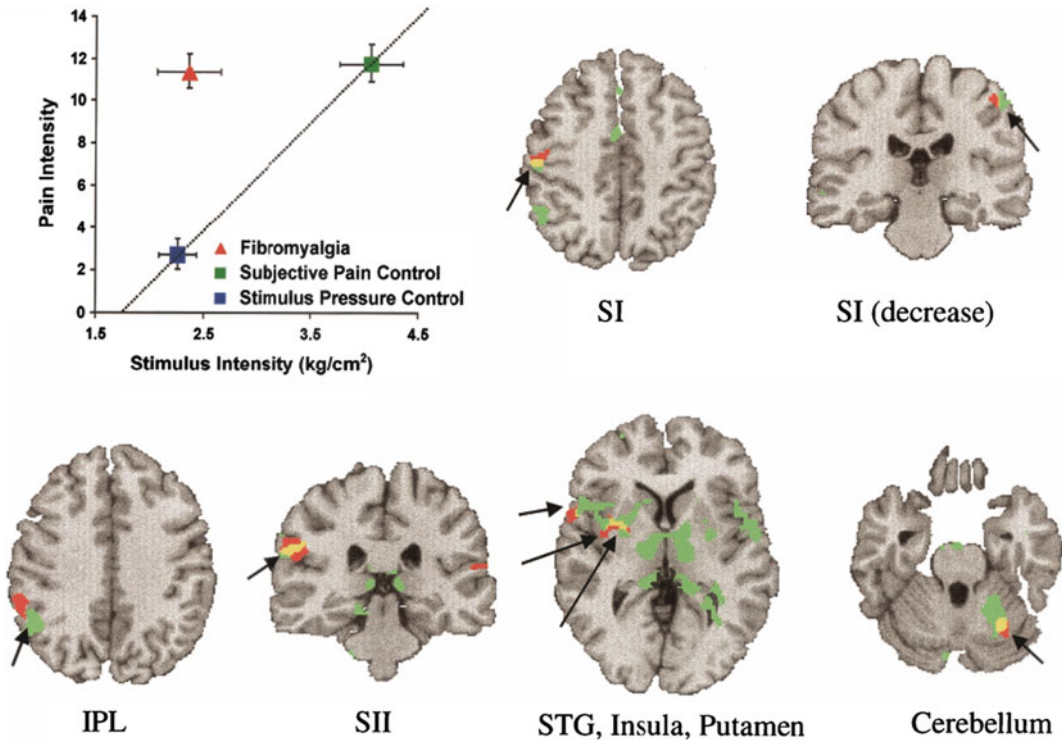 14
12
10
8
6
4
2
0
Pain Intensity
Fibromyalgia
Subjective Pain Control
Stimulus Pressure Control
1.5 2.5 3.5 4.5
Stimulus Intensity (kg/cm²)
SI
SI (decrease)
IPL
SII
STG, Insula, Putamen
Cerebellum